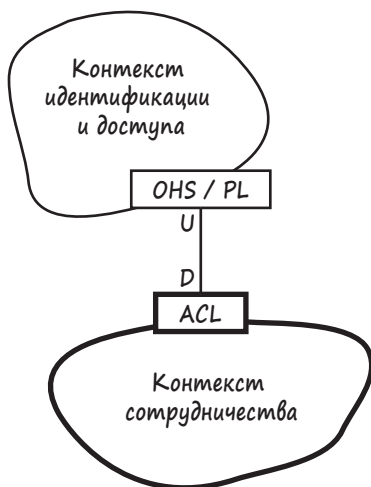 Контекст
идентификации
и доступа
OHS / PL
U
D
ACL
Контекст
сотрудничества